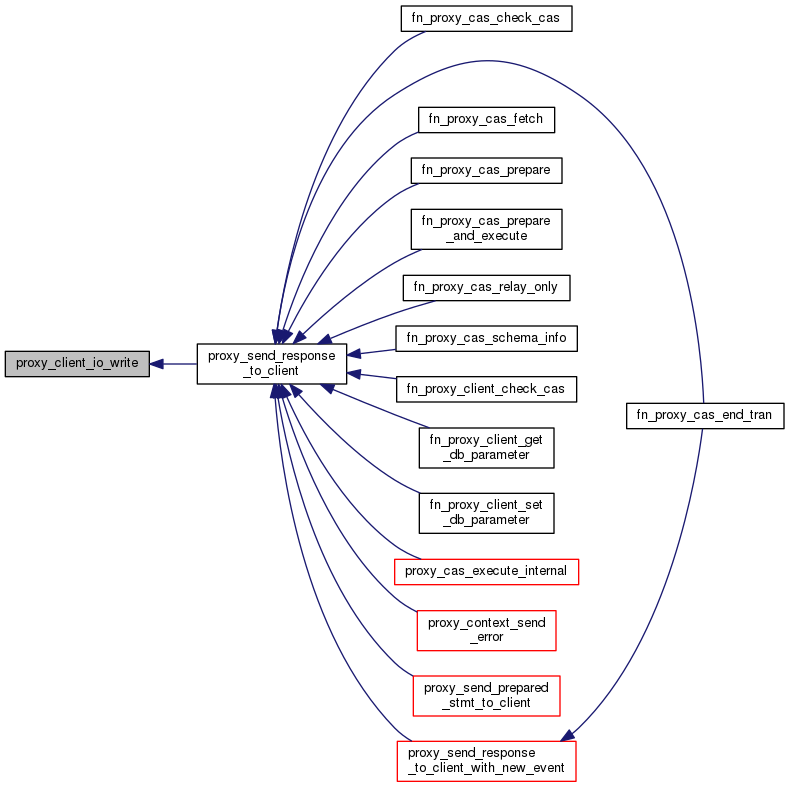 fn_proxy_cas_check_cas
fn_proxy_cas_fetch
fn_proxy_cas_prepare
fn_proxy_cas_prepare
_and_execute
fn_proxy_cas_relay_only
fn_proxy_cas_schema_info
proxy_client_io_write
proxy_send_response
_to_client
fn_proxy_client_check_cas
fn_proxy_cas_end_tran
fn_proxy_client_get
_db_parameter
fn_proxy_client_set
_db_parameter
proxy_cas_execute_internal
proxy_context_send
_error
proxy_send_prepared
_stmt_to_client
proxy_send_response
_to_client_with_new_event